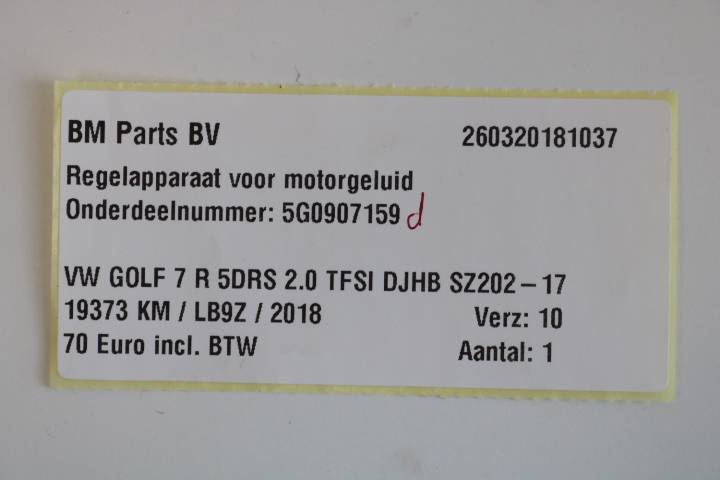 BM Parts BV 260320181037
Regelapparaat voor motorgeluid
Onderdeelnummer: 5G0907159 d
VW GOLF 7 R 5DRS 2.0 TFSI DJHB SZ202-17
19373 KM / LB9Z / 2018 Verz: 10
70 Euro incl. BTW Aantal: 1